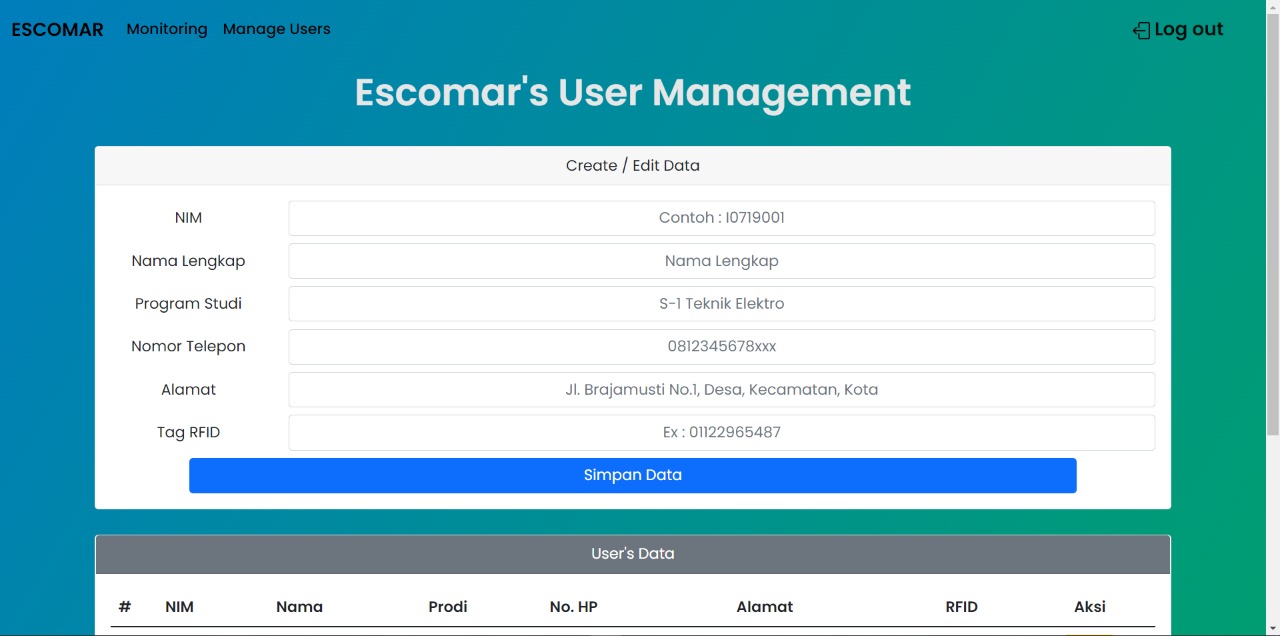 ESCOMAR Monitoring Manage Users Log out
Escomar's User Management
Create / Edit Data
NIM Contoh : I0719001
Nama Lengkap Nama Lengkap
Program Studi S-1 Teknik Elektro
Nomor Telepon 0812345678xxx
Alamat Jl. Brajamusti No.1, Desa, Kecamatan, Kota
Tag RFID Ex : 01122965487
Simpan Data
User's Data
# NIM Nama Prodi No. HP Alamat RFID Aksi